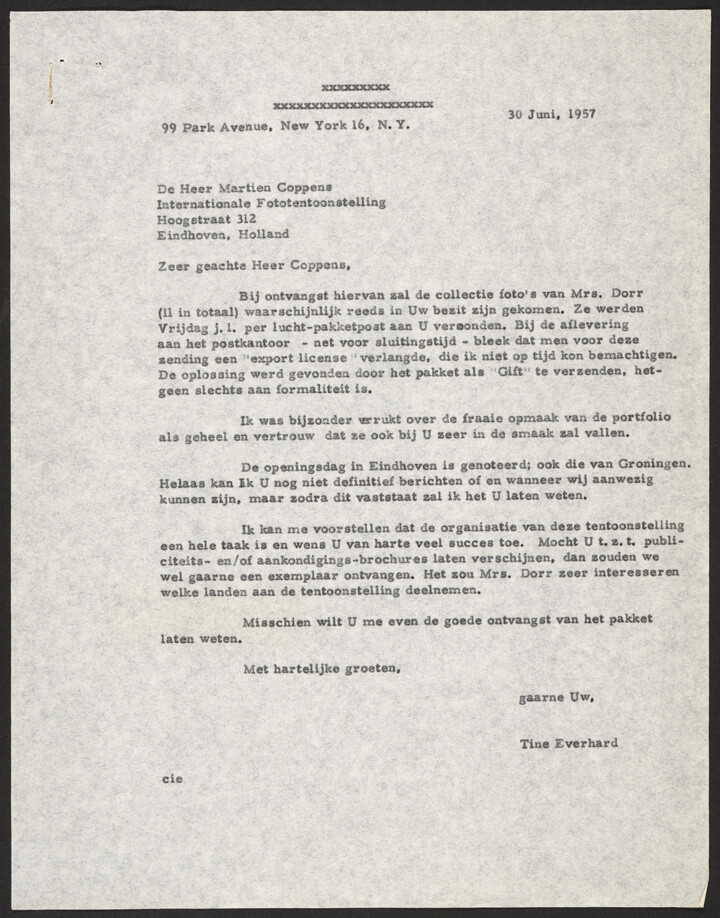 xxxxxxxxx
xxxxxxxxxxxxxxxxxxxxx
30 Juni, 1957
99 Park Avenue, New York 16, N. Y.
De Heer Martien Coppens
Internationale Fototentoonstelling
Hoogstraat 312
Eindhoven, Holland
Zeer geachte Heer Coppens,
Bij ontvangst hiervan zal de collectie foto's van Mrs. Dorr
(11 in totaal) waarschijnlijk reeds in Uw bezit zijn gekomen. Ze werden
Vrijdag j. l. per lucht-pakketpost aan U verzonden. Bij de aflevering
aan het postkantoor - net voor sluitingstijd - bleek dat men voor deze
zending een "export license" verlangde, die ik niet op tijd kon bemachtigen.
De oplossing werd gevonden door het pakket als "Gift" te verzenden, het-
geen slechts aan formaliteit is.
Ik was bijzonder verrukt over de fraaie opmaak van de portfolio
als geheel en vertrouw dat ze ook bij U zeer in de smaak zal vallen.
De openingsdag in Eindhoven is genoteerd; ook die van Groningen.
Helaas kan Ik U nog niet definitief berichten of en wanneer wij aanwezig
kunnen zijn, maar zodra dit vaststaat zal ik het U laten weten.
Ik kan me voorstellen dat de organisatie van deze tentoonstelling
een hele taak is en wens U van harte veel succes toe. Mocht U t. z. t. publi-
citeits- en/of aankondigings-brochures laten verschijnen, dan zouden we
wel gaarne een exemplaar ontvangen. Het zou Mrs. Dorr zeer interesseren
welke landen aan de tentoonstelling deelnemen.
Misschien wilt U me even de goede ontvangst van het pakket
laten weten.
Met hartelijke groeten,
gaarne Uw,
Tine Everhard
cie